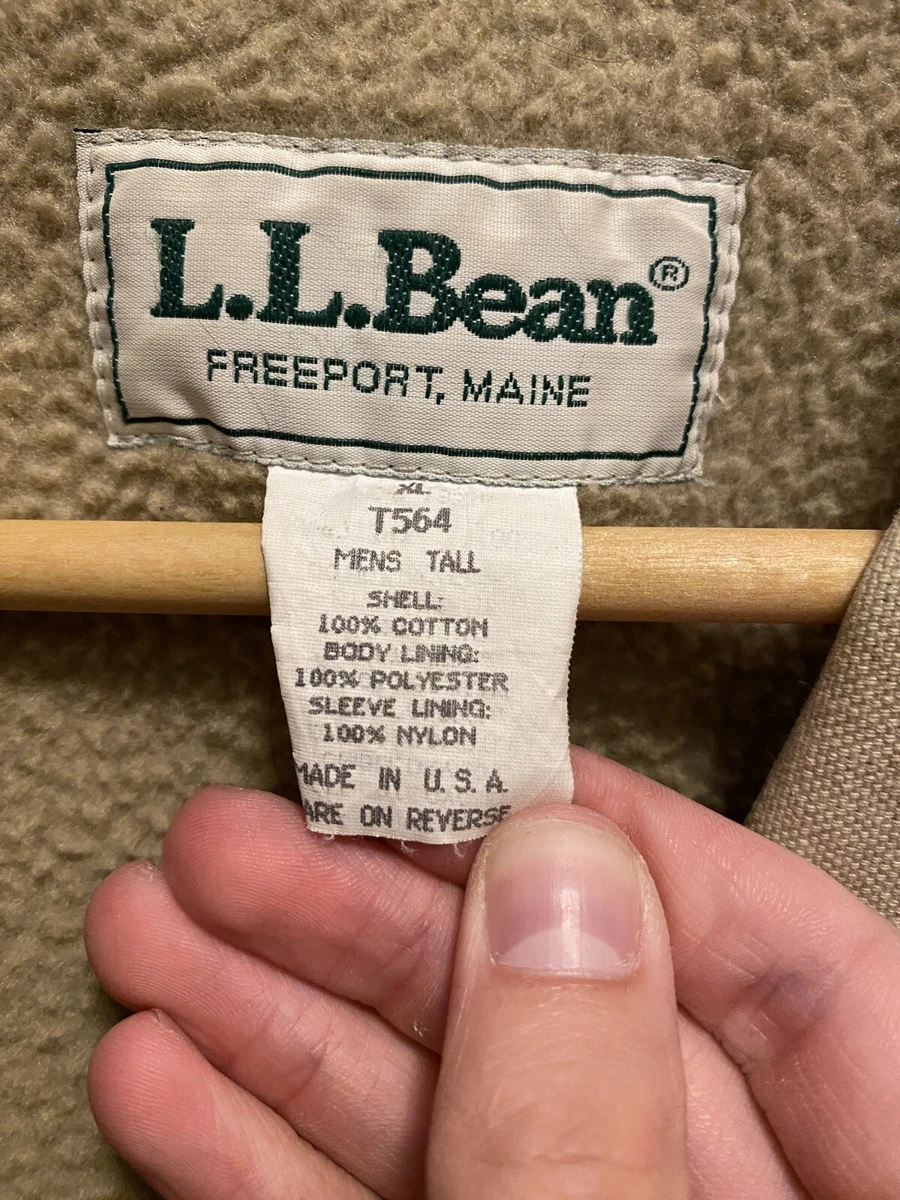 L.L.Bean®
FREEPORT, MAINE
XL
T564
MENS TALL
SHELL:
100% COTTON
BODY LINING:
100% POLYESTER
SLEEVE LINING:
100% NYLON
MADE IN U.S.A.
ARE ON REVERSE